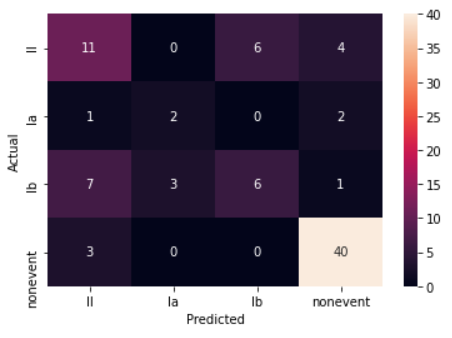 40
35
30
25
20
15
10
5
0
Actual
II 11 0 6 4
Ia 1 2 0 2
Ib 7 3 6 1
nonevent 3 0 0 40
II Ia Ib nonevent
Predicted